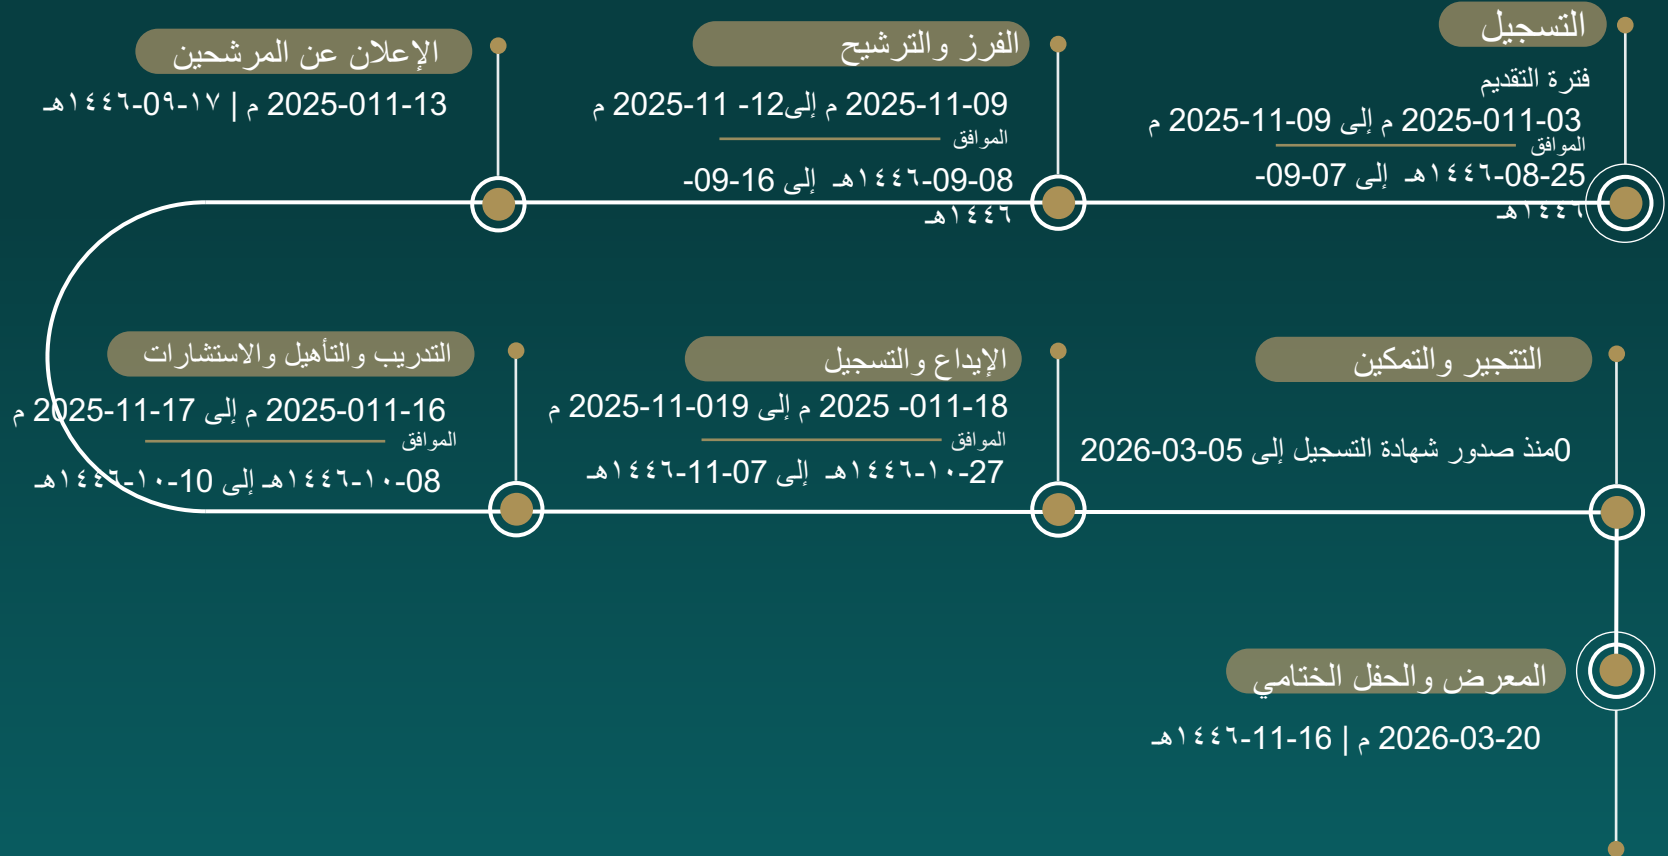 التسجيل
فترة التقديم
2025-011-03 م إلى 09-11-2025 م
الموافق
25-08-١٤٤٦هـ إلى 07-09-
١٤٤٦هـ
الفرز والترشيح
2025-11-09 م إلى12- 11-2025 م
الموافق
08-09-١٤٤٦هـ إلى 16-09-
١٤٤٦هـ
الإعلان عن المرشحين
2025-011-13 م | ١٧-٠٩-١٤٤٦هـ
التدريب والتأهيل والاستشارات
2025-011-16 م إلى 17-11-2025 م
الموافق
08-١٠-١٤٤٦هـ إلى 10-١٠-١٤٤٦هـ
الإيداع والتسجيل
2025 -011-18 م إلى 019-11-2025 م
الموافق
27-١٠-١٤٤٦هـ إلى 07-11-١٤٤٦هـ
التتجير والتمكين
0منذ صدور شهادة التسجيل إلى 05-03-2026
المعرض والحفل الختامي
2026-03-20 م | 16-11-١٤٤٦هـ